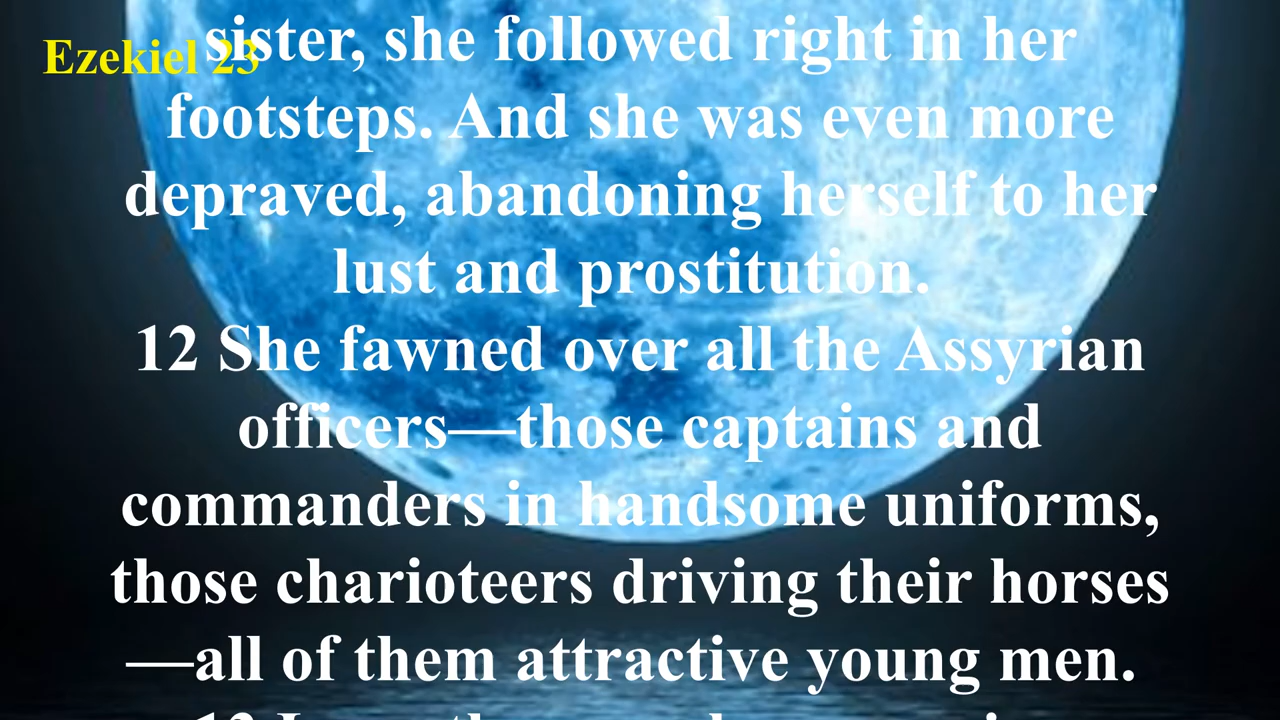 Ezekiel 23
sister, she followed right in her
footsteps. And she was even more
depraved, abandoning herself to her
lust and prostitution.
12 She fawned over all the Assyrian
officers—those captains and
commanders in handsome uniforms,
those charioteers driving their horses
—all of them attractive young men.